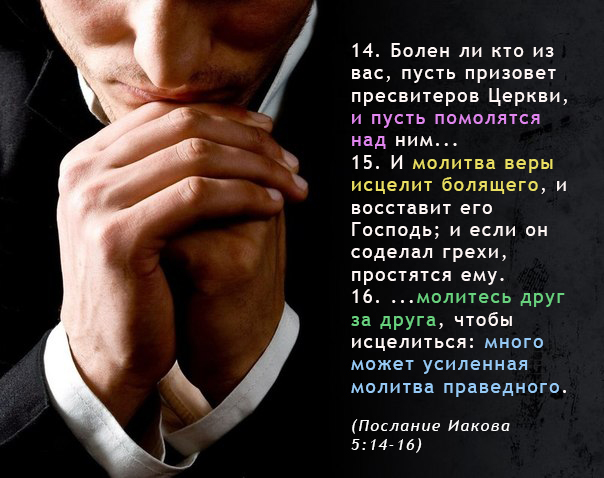 14. Болен ли кто из
вас, пусть призовет
пресвитеров Церкви,
и пусть помолятся
над ним...
15. И молитва веры
исцелит болящего, и
восставит его
Господь; и если он
соделал грехи,
простятся ему.
16. ...молитесь друг
за друга, чтобы
исцелиться: много
может усиленная
молитва праведного.
(Послание Иакова
5:14-16)